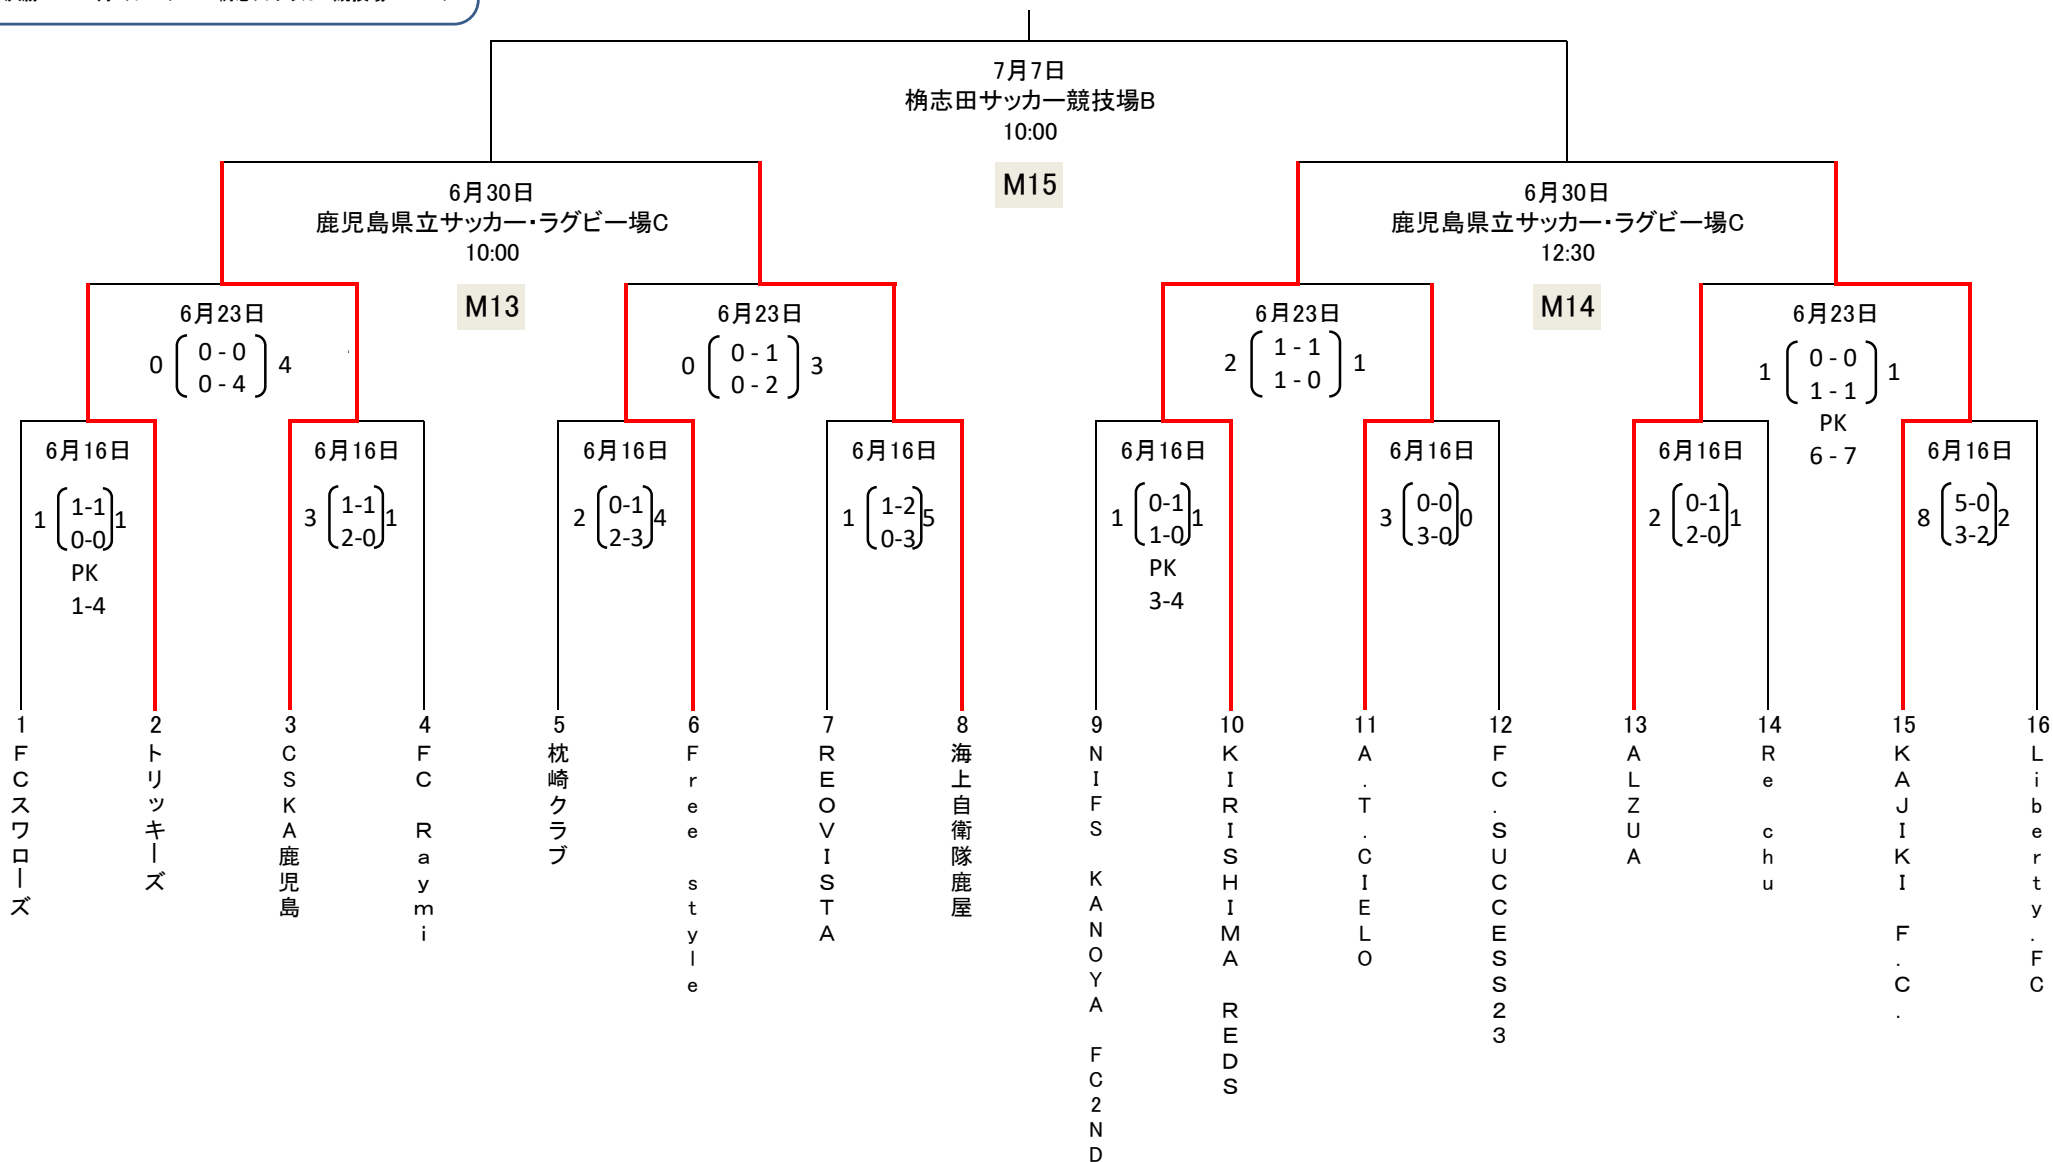 7月7日
桷志田サッカー競技場B
10:00
M15
6月30日
鹿児島県立サッカー・ラグビー場C
10:00
M13
6月30日
鹿児島県立サッカー・ラグビー場C
12:30
M14
6月23日
0 0-0 4
0-4
6月23日
0 0-1 3
0-2
6月23日
2 1-1 1
1-0
6月23日
1 0-0 1
1-1
PK
6-7
6月16日
1 1-1 1
0-0
PK
1-4
6月16日
3 1-1 1
2-0
6月16日
2 0-1 4
2-3
6月16日
1 1-2 5
0-3
6月16日
1 0-1 1
1-0
PK
3-4
6月16日
3 0-0 0
3-0
6月16日
2 0-1 1
2-0
6月16日
8 5-0 2
3-2
1 FCスワローズ
2 トリッキーズ
3 CSKA鹿児島
4 FC Raymi
5 枕崎クラブ
6 Free style
7 REOVISTA
8 海上自衛隊鹿屋
9 NIFS KANOYA FC2ND
10 KIRISHIMA REDS
11 A.T.CIELO
12 FC.SUCCESS23
13 ALZUA
14 Re chu
15 KAJIKI F.C.
16 Liberty.FC